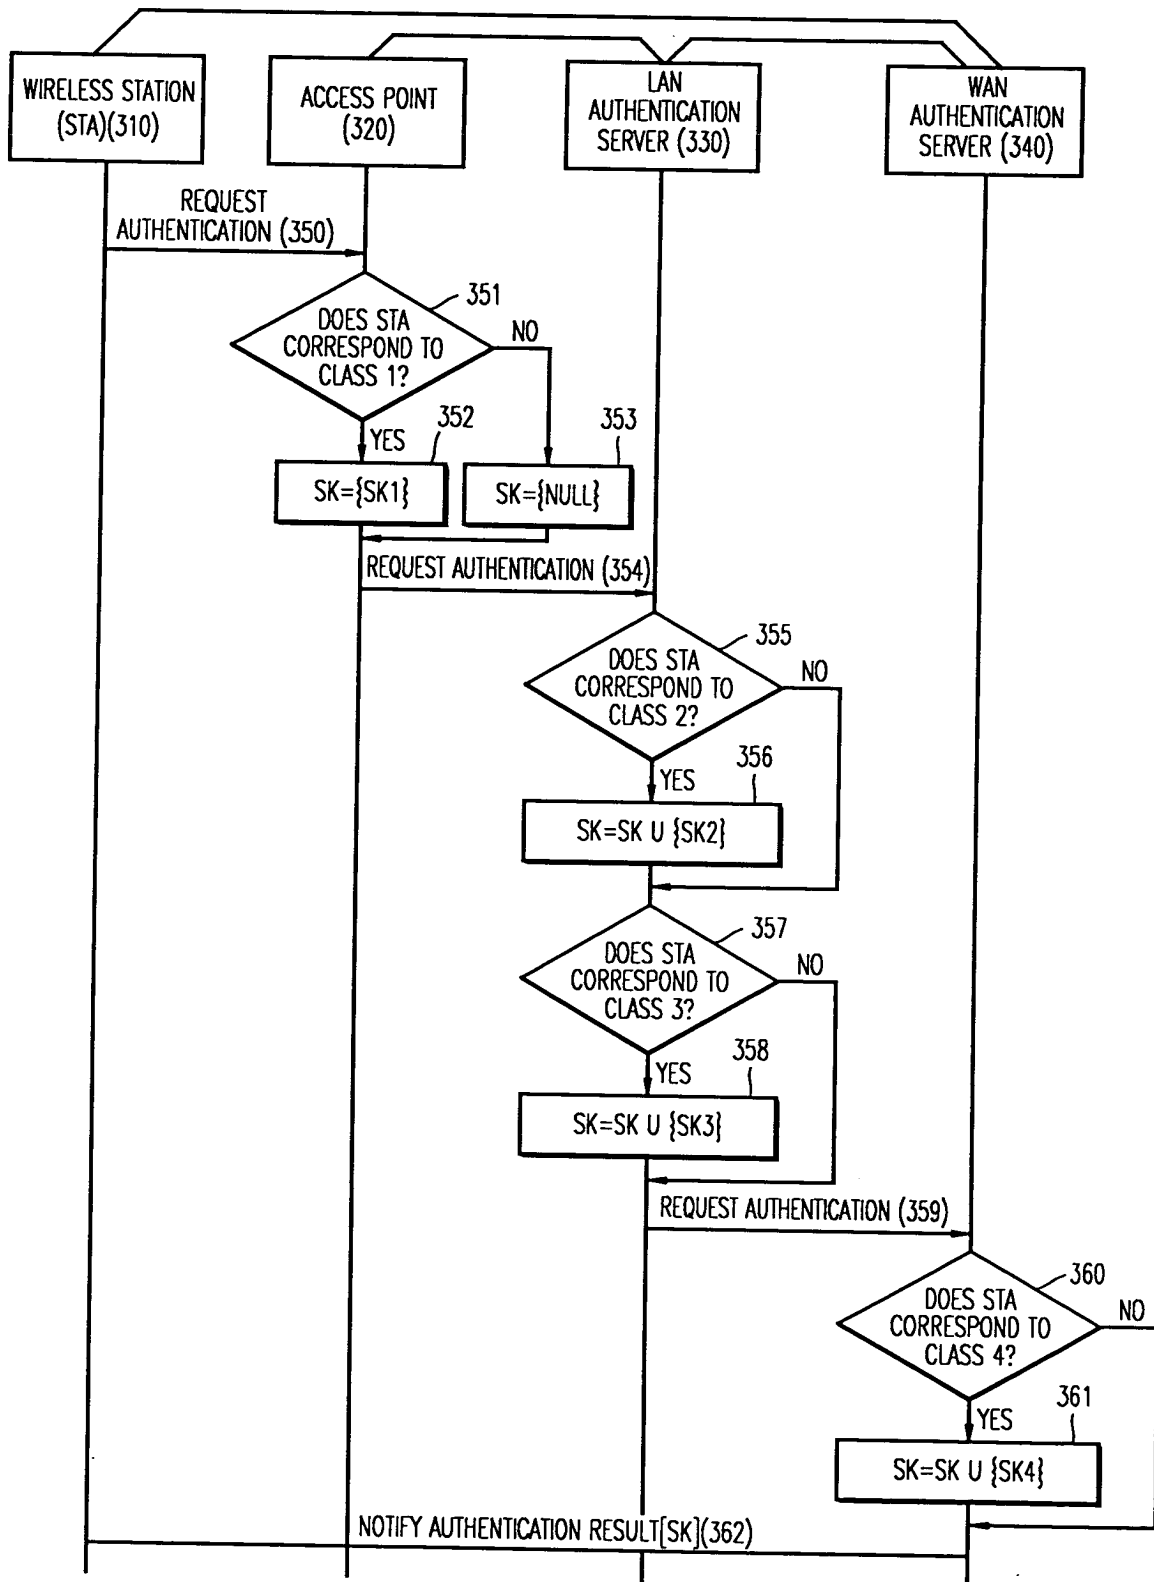 WIRELESS STATION
(STA)(310)
ACCESS POINT
(320)
LAN
AUTHENTICATION
SERVER (330)
WAN
AUTHENTICATION
SERVER (340)
REQUEST
AUTHENTICATION (350)
351
DOES STA
CORRESPOND TO
CLASS 1?
NO
YES
352
353
SK={SK1}
SK={NULL}
REQUEST AUTHENTICATION (354)
355
DOES STA
CORRESPOND TO
CLASS 2?
NO
YES
356
SK=SK U {SK2}
357
DOES STA
CORRESPOND TO
CLASS 3?
NO
YES
358
SK=SK U {SK3}
REQUEST AUTHENTICATION (359)
360
DOES STA
CORRESPOND TO
CLASS 4?
NO
YES
361
SK=SK U {SK4}
NOTIFY AUTHENTICATION RESULT[SK](362)